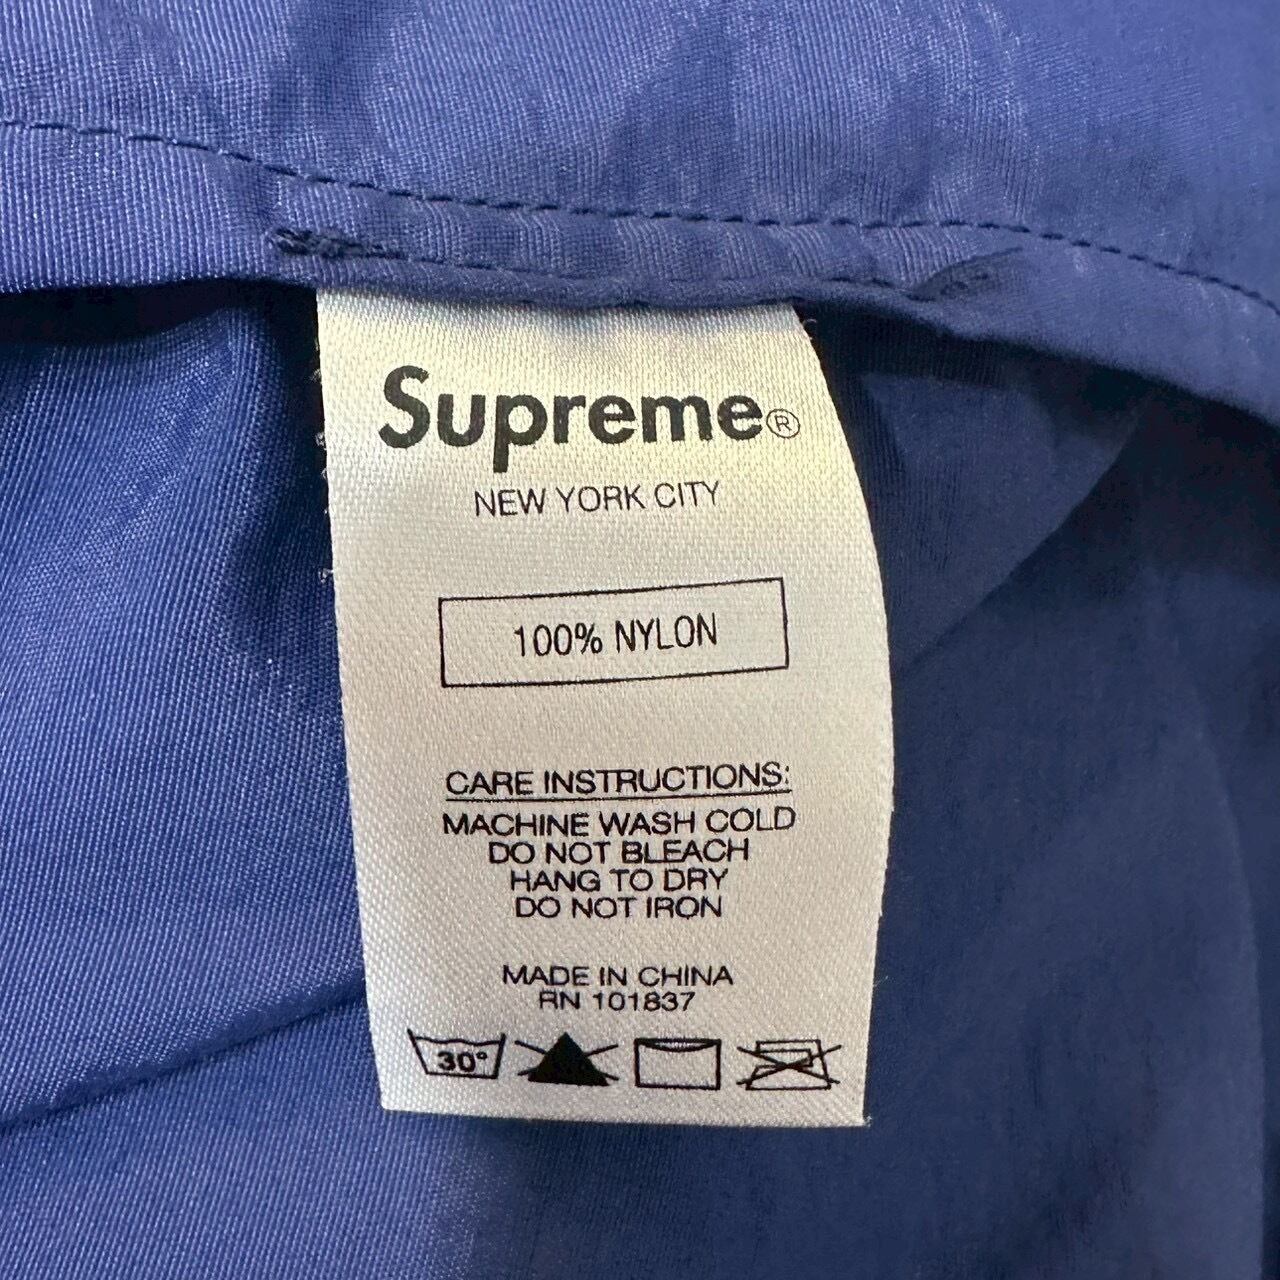 Supreme®
NEW YORK CITY
100% NYLON
CARE INSTRUCTIONS:
MACHINE WASH COLD
DO NOT BLEACH
HANG TO DRY
DO NOT IRON
MADE IN CHINA
RN 101837
30°